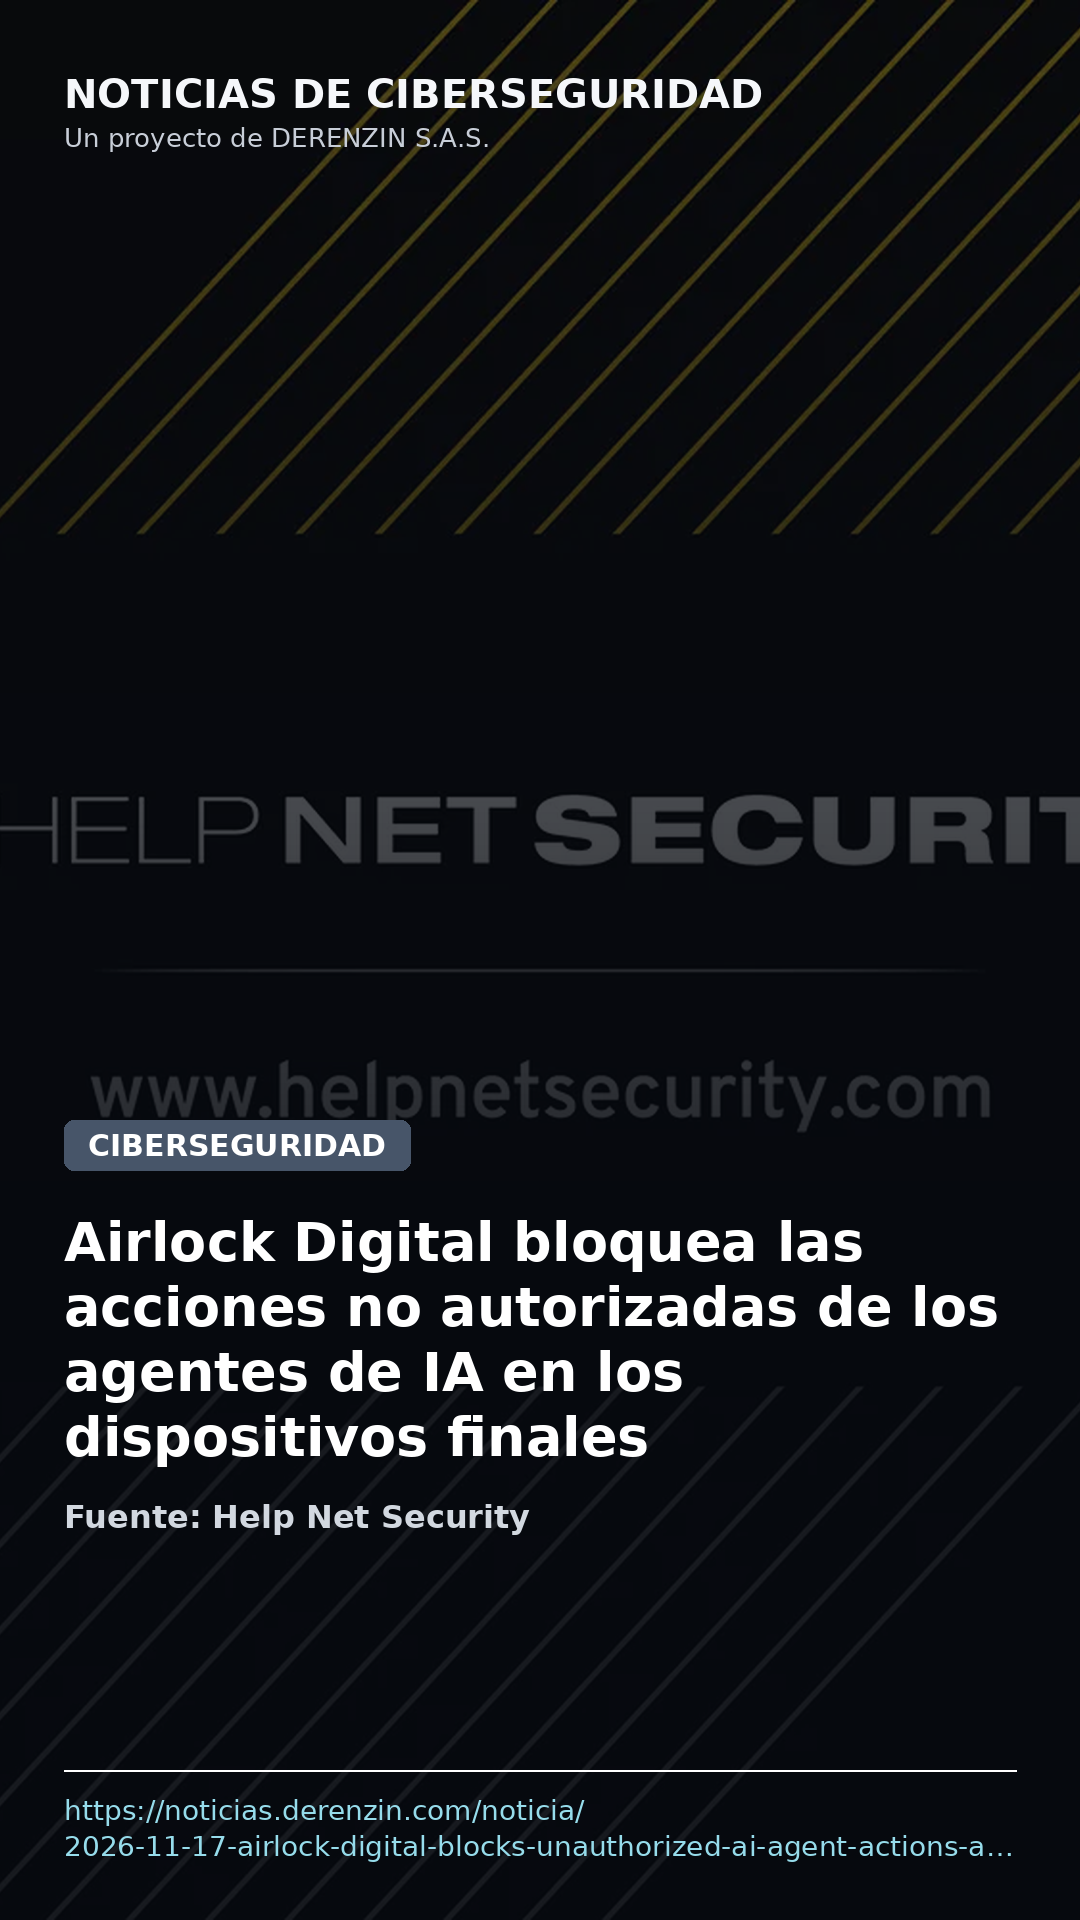 NOTICIAS DE CIBERSEGURIDAD
Un proyecto de DERENZIN S.A.S.
HELP NET SECURIT
www.helpnetsecurity.com
CIBERSEGURIDAD
Airlock Digital bloquea las
acciones no autorizadas de los
agentes de IA en los
dispositivos finales
Fuente: Help Net Security
https://noticias.derenzin.com/noticia/
2026-11-17-airlock-digital-blocks-unauthorized-ai-agent-actions-a…